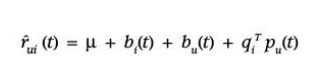 r̂ui (t) = μ + bi(t) + bu(t) + qiT pu(t)